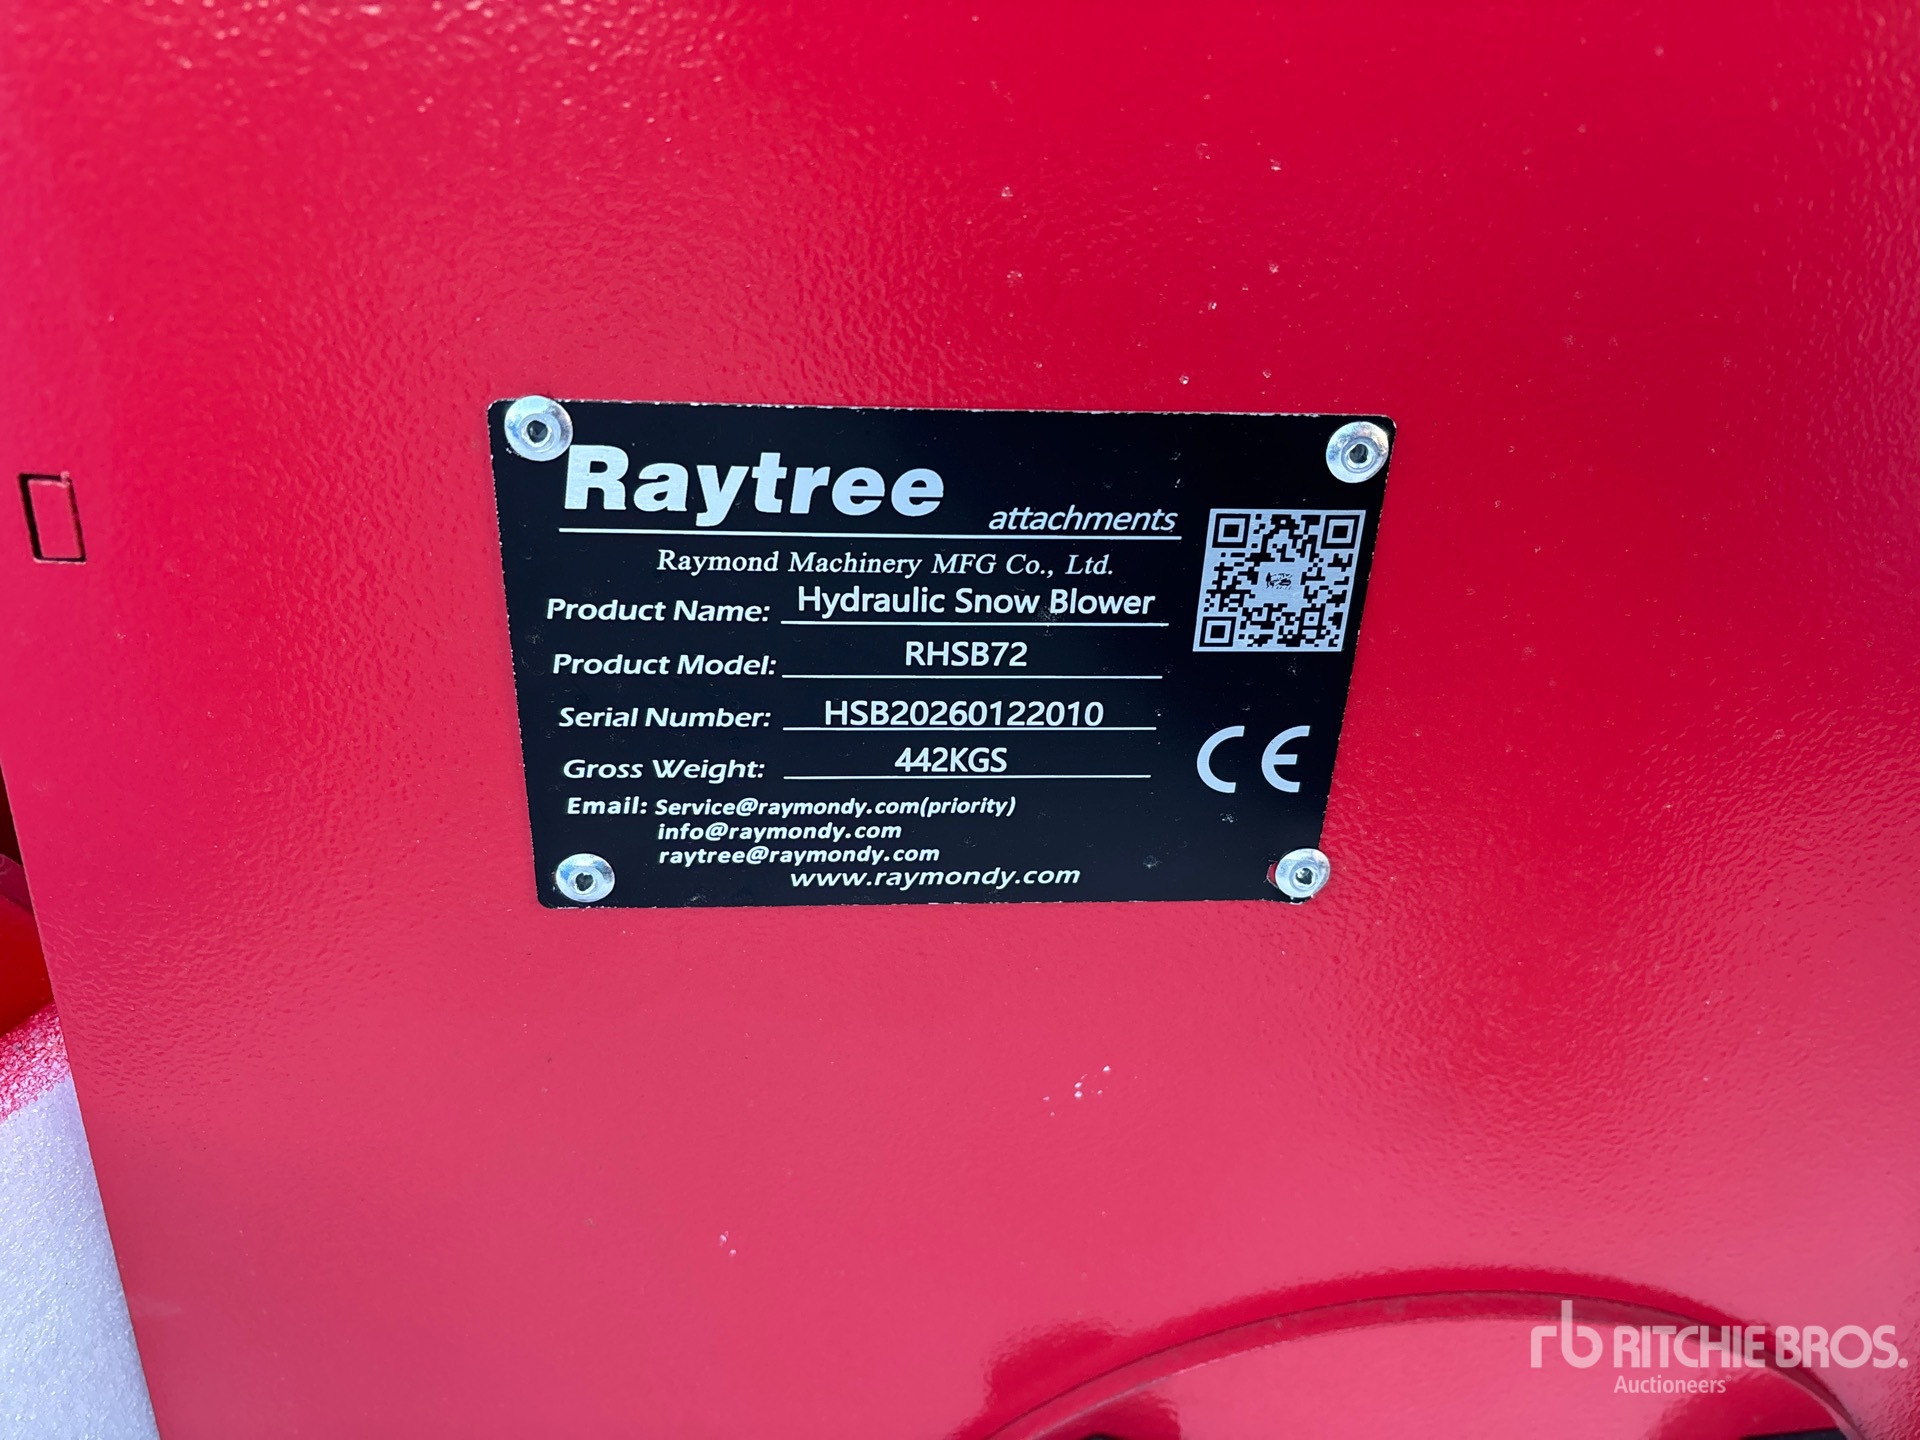 Raytree
attachments
Raymond Machinery MFG Co., Ltd.
Product Name: Hydraulic Snow Blower
Product Model: RHSB72
Serial Number: HSB20260122010
Gross Weight: 442KGS
CE
Email: Service@raymondy.com(priority)
info@raymondy.com
raytree@raymondy.com
www.raymondy.com
rb RITCHIE BROS.
Auctioneers